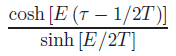 cosh [E (τ − 1/2T)]
sinh [E/2T]